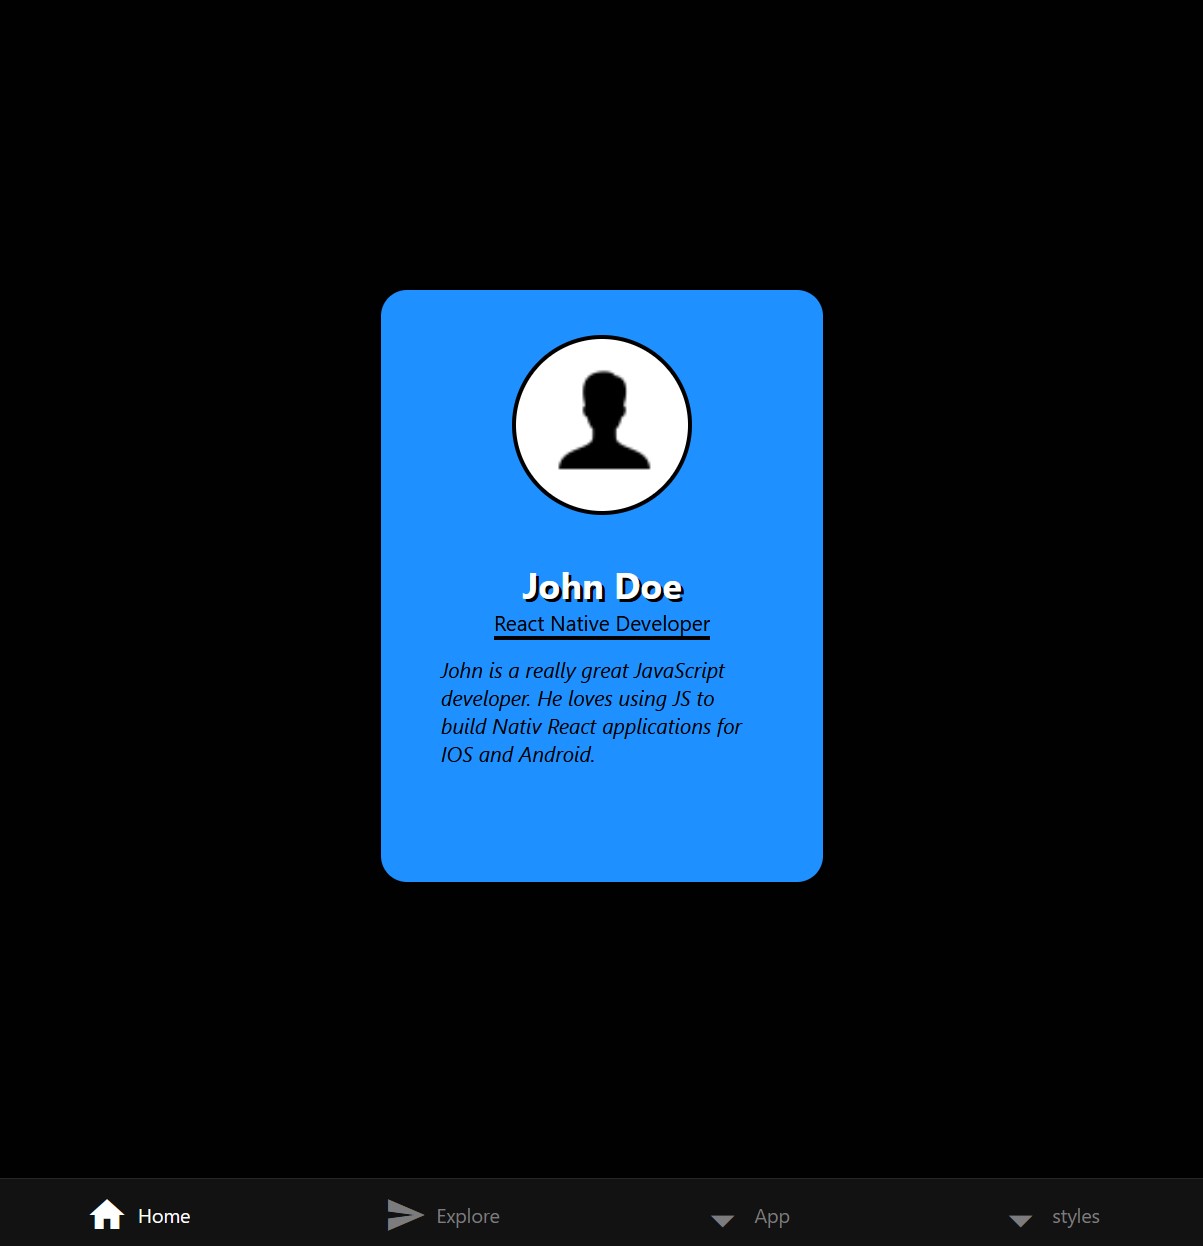 John Doe
React Native Developer
John is a really great JavaScript
developer. He loves using JS to
build Nativ React applications for
IOS and Android.
Home
Explore
App
styles